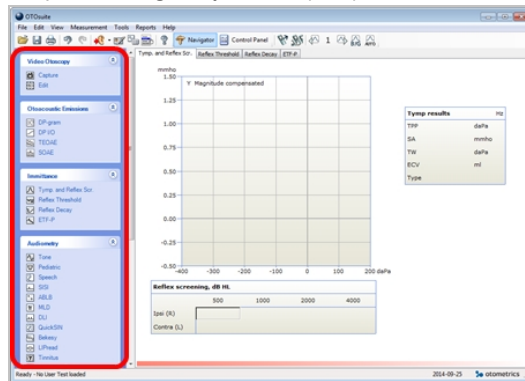 OTOsuite
File Edit View Measurement Tools Reports Help
Navigator Control Panel 1
Tymp. and Reflex Scr. Reflex Threshold Reflex Decay ETF-P
Video Otoscopy
Capture
Edit
Otoacoustic Emissions
DP-gram
DP I/O
TEOAE
SOAE
Immittance
Tymp. and Reflex Scr.
Reflex Threshold
Reflex Decay
ETF-P
Audiometry
Tone
Pediatric
Speech
SISI
ABLB
MLD
DLI
QuickSIN
Bekesy
UPread
Tinnitus
mmho
Y Magnitude compensated
1.50
1.25
1.00
0.75
0.50
0.25
0.00
-0.25
-0.50
-400 -300 -200 -100 0 100 200 daPa
Tymp results Hz
TPP daPa
SA mmho
TW daPa
ECV ml
Type
Reflex screening, dB HL
500 1000 2000 4000
Ipsi (R)
Contra (L)
Ready - No User Test loaded 2014-09-25 otometrics